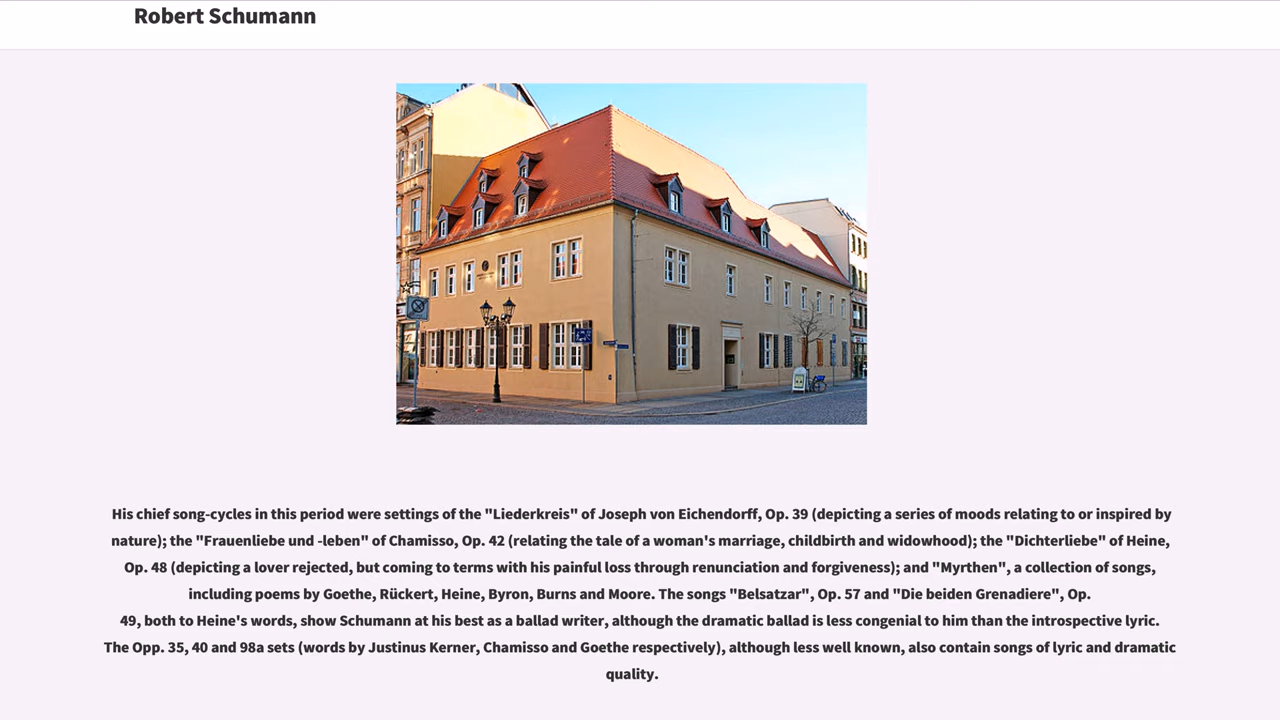 Robert Schumann
His chief song-cycles in this period were settings of the "Liederkreis" of Joseph von Eichendorff, Op. 39 (depicting a series of moods relating to or inspired by
nature); the "Frauenliebe und -leben" of Chamisso, Op. 42 (relating the tale of a woman's marriage, childbirth and widowhood); the "Dichterliebe" of Heine,
Op. 48 (depicting a lover rejected, but coming to terms with his painful loss through renunciation and forgiveness); and "Myrthen", a collection of songs,
including poems by Goethe, Rückert, Heine, Byron, Burns and Moore. The songs "Belsatzar", Op. 57 and "Die beiden Grenadiere", Op.
49, both to Heine's words, show Schumann at his best as a ballad writer, although the dramatic ballad is less congenial to him than the introspective lyric.
The Opp. 35, 40 and 98a sets (words by Justinus Kerner, Chamisso and Goethe respectively), although less well known, also contain songs of lyric and dramatic
quality.